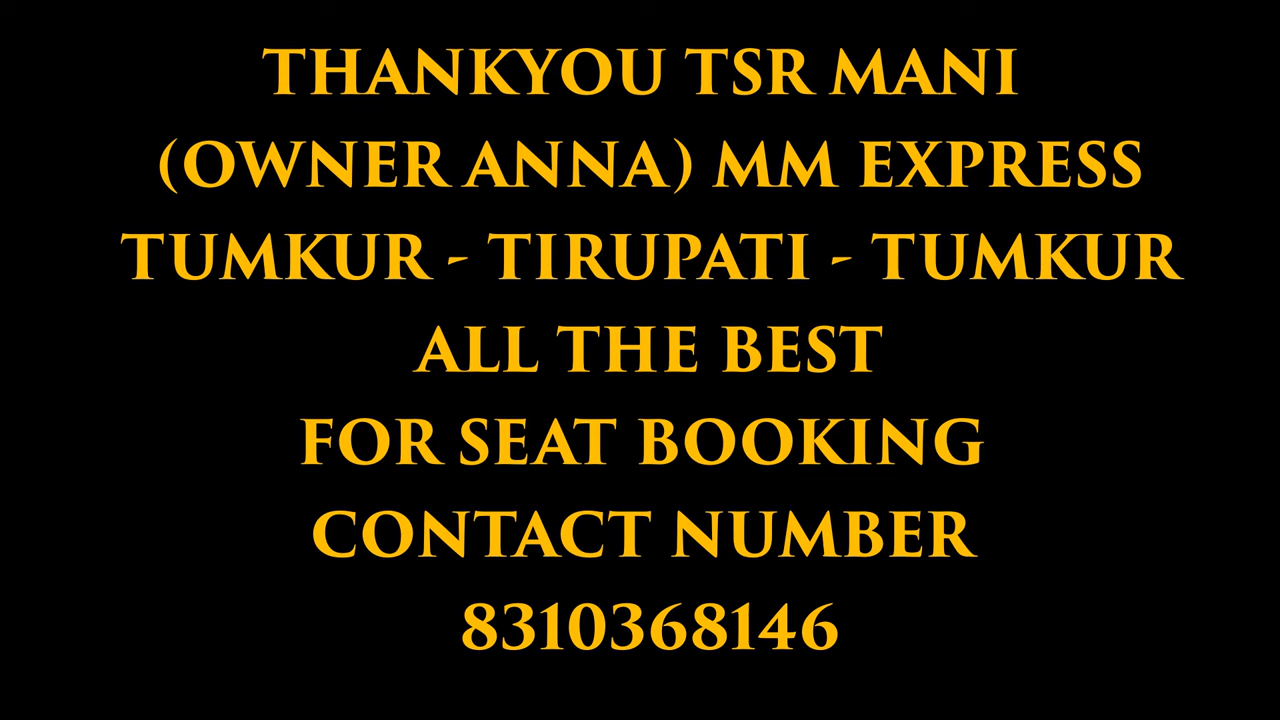 THANKYOU TSR MANI
(OWNER ANNA) MM EXPRESS
TUMKUR - TIRUPATI - TUMKUR
ALL THE BEST
FOR SEAT BOOKING
CONTACT NUMBER
8310368146